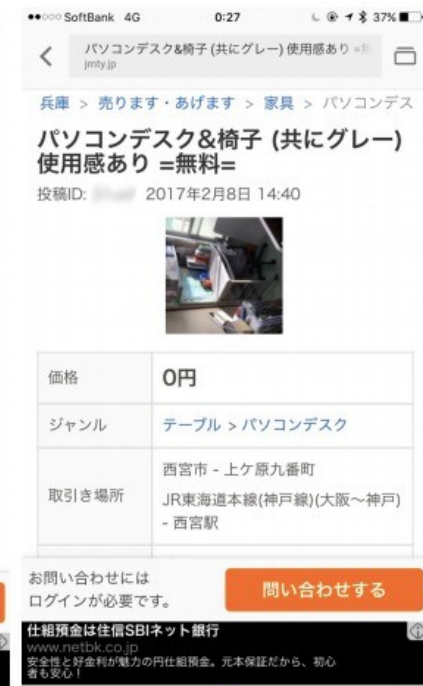 ●●○○○ SoftBank 4G 0:27 37%
パソコンデスク&椅子 (共にグレー) 使用感あり
jmty.jp
兵庫 > 売ります・あげます > 家具 > パソコンデス
パソコンデスク&椅子 (共にグレー)
使用感あり =無料=
投稿ID: 2017年2月8日 14:40
価格 0円
ジャンル テーブル > パソコンデスク
取引き場所 西宮市 - 上ケ原九番町
JR東海道本線(神戸線)(大阪~神戸)
- 西宮駅
お問い合わせには
ログインが必要です。
問い合わせする
仕組預金は住信SBIネット銀行
www.netbk.co.jp
安全性と好金利が魅力の円仕組預金。元本保証だから、初心
者も安心!